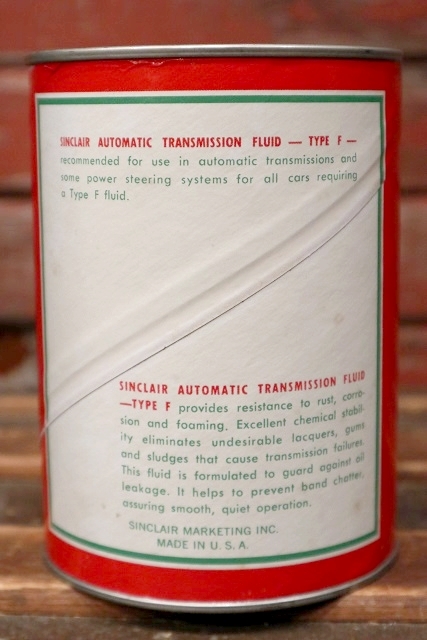 SINCLAIR AUTOMATIC TRANSMISSION FLUID — TYPE F —
recommended for use in automatic transmissions and
some power steering systems for all cars requiring
a Type F fluid.
SINCLAIR AUTOMATIC TRANSMISSION FLUID
—TYPE F provides resistance to rust, corro-
sion and foaming. Excellent chemical stabil-
ity eliminates undesirable lacquers, gums
and sludges that cause transmission failures.
This fluid is formulated to guard against oil
leakage. It helps to prevent band chatter,
assuring smooth, quiet operation.
SINCLAIR MARKETING INC.
MADE IN U. S. A.